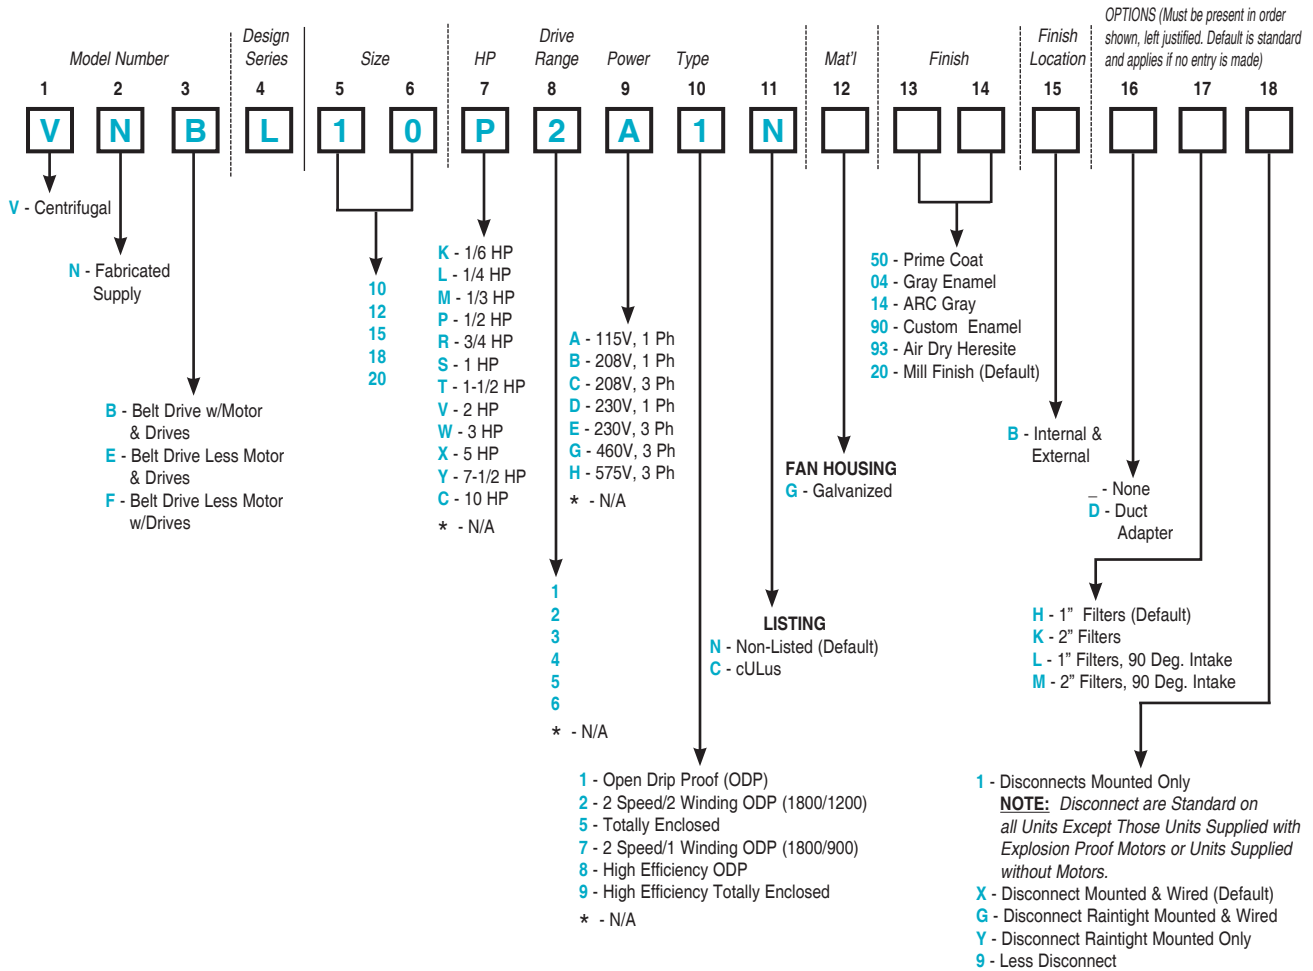 OPTIONS (Must be present in order
shown, left justified. Default is standard
and applies if no entry is made)
Model Number
Design
Series
Size
HP
Drive
Range
Power
Type
Mat'l
Finish
Finish
Location
1 2 3 4 5 6 7 8 9 10 11 12 13 14 15 16 17 18
V N B L 1 0 P 2 A 1 N
V - Centrifugal
N - Fabricated
Supply
B - Belt Drive w/Motor
& Drives
E - Belt Drive Less Motor
& Drives
F - Belt Drive Less Motor
w/Drives
10
12
15
18
20
K - 1/6 HP
L - 1/4 HP
M - 1/3 HP
P - 1/2 HP
R - 3/4 HP
S - 1 HP
T - 1-1/2 HP
V - 2 HP
W - 3 HP
X - 5 HP
Y - 7-1/2 HP
C - 10 HP
* - N/A
1
2
3
4
5
6
* - N/A
A - 115V, 1 Ph
B - 208V, 1 Ph
C - 208V, 3 Ph
D - 230V, 1 Ph
E - 230V, 3 Ph
G - 460V, 3 Ph
H - 575V, 3 Ph
* - N/A
1 - Open Drip Proof (ODP)
2 - 2 Speed/2 Winding ODP (1800/1200)
5 - Totally Enclosed
7 - 2 Speed/1 Winding ODP (1800/900)
8 - High Efficiency ODP
9 - High Efficiency Totally Enclosed
* - N/A
LISTING
N - Non-Listed (Default)
C - cULus
FAN HOUSING
G - Galvanized
50 - Prime Coat
04 - Gray Enamel
14 - ARC Gray
90 - Custom Enamel
93 - Air Dry Heresite
20 - Mill Finish (Default)
B - Internal &
External
_ - None
D - Duct
Adapter
H - 1” Filters (Default)
K - 2” Filters
L - 1” Filters, 90 Deg. Intake
M - 2” Filters, 90 Deg. Intake
1 - Disconnects Mounted Only
NOTE: Disconnect are Standard on
all Units Except Those Units Supplied with
Explosion Proof Motors or Units Supplied
without Motors.
X - Disconnect Mounted & Wired (Default)
G - Disconnect Raintight Mounted & Wired
Y - Disconnect Raintight Mounted Only
9 - Less Disconnect